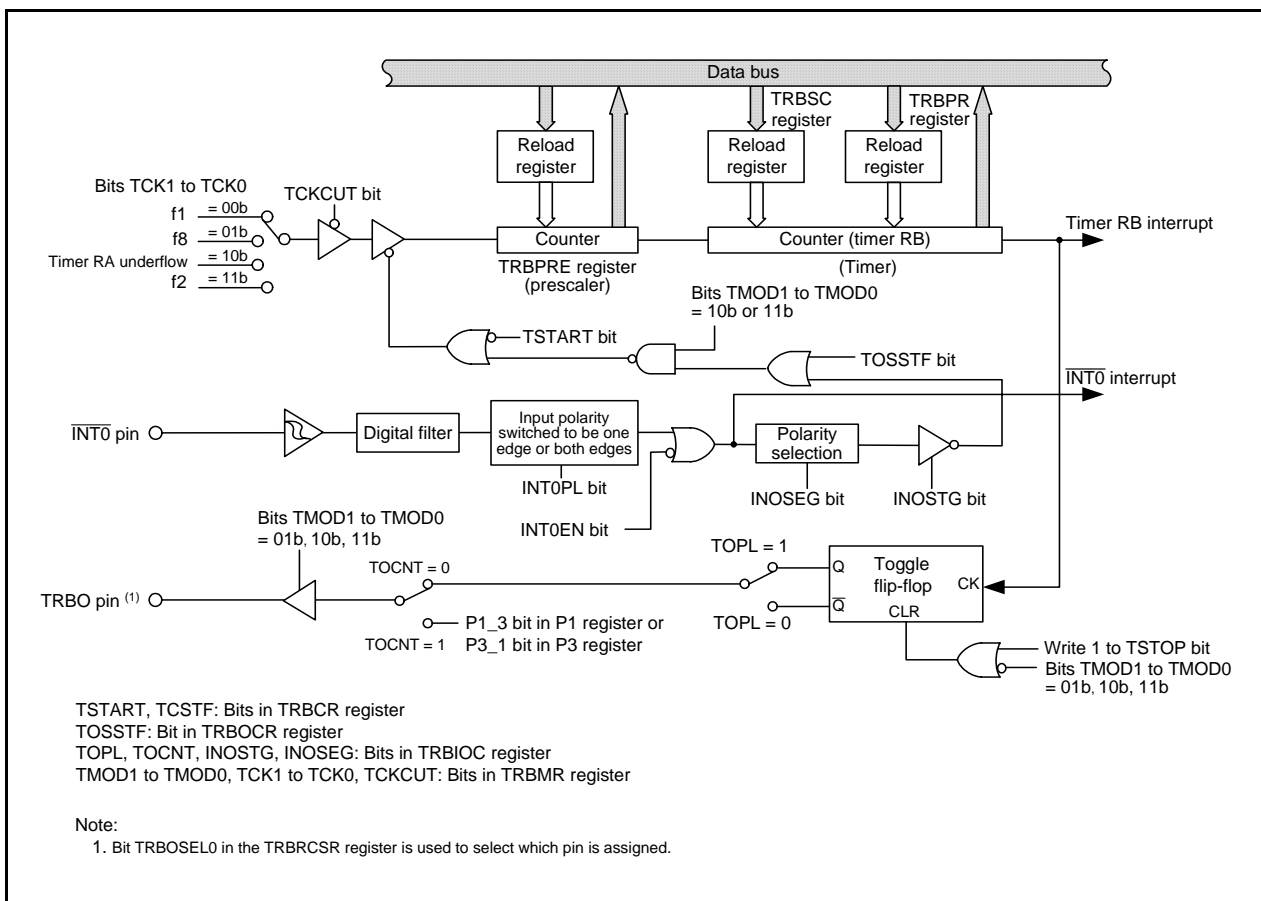 Data bus
TRBSC
register
TRBPR
register
Reload
register
Reload
register
Reload
register
Bits TCK1 to TCK0
TCKCUT bit
f1
= 00b
f8
= 01b
Timer RA underflow
= 10b
f2
= 11b
Counter
Counter (timer RB)
Timer RB interrupt
TRBPRE register
(prescaler)
(Timer)
Bits TMOD1 to TMOD0
= 10b or 11b
TSTART bit
TOSSTF bit
INT0 interrupt
INT0 pin
Digital filter
Input polarity
switched to be one
edge or both edges
Polarity
selection
INT0PL bit
INOSEG bit
INOSTG bit
INT0EN bit
Bits TMOD1 to TMOD0
= 01b, 10b, 11b
TOCNT = 0
TOPL = 1
Q
Toggle
flip-flop
CK
TRBO pin (1)
Q
CLR
P1_3 bit in P1 register or
TOCNT = 1
P3_1 bit in P3 register
TOPL = 0
Write 1 to TSTOP bit
Bits TMOD1 to TMOD0
= 01b, 10b, 11b
TSTART, TCSTF: Bits in TRBCR register
TOSSTF: Bit in TRBOCR register
TOPL, TOCNT, INOSTG, INOSEG: Bits in TRBIOC register
TMOD1 to TMOD0, TCK1 to TCK0, TCKCUT: Bits in TRBMR register
Note:
1. Bit TRBOSEL0 in the TRBRCSR register is used to select which pin is assigned.